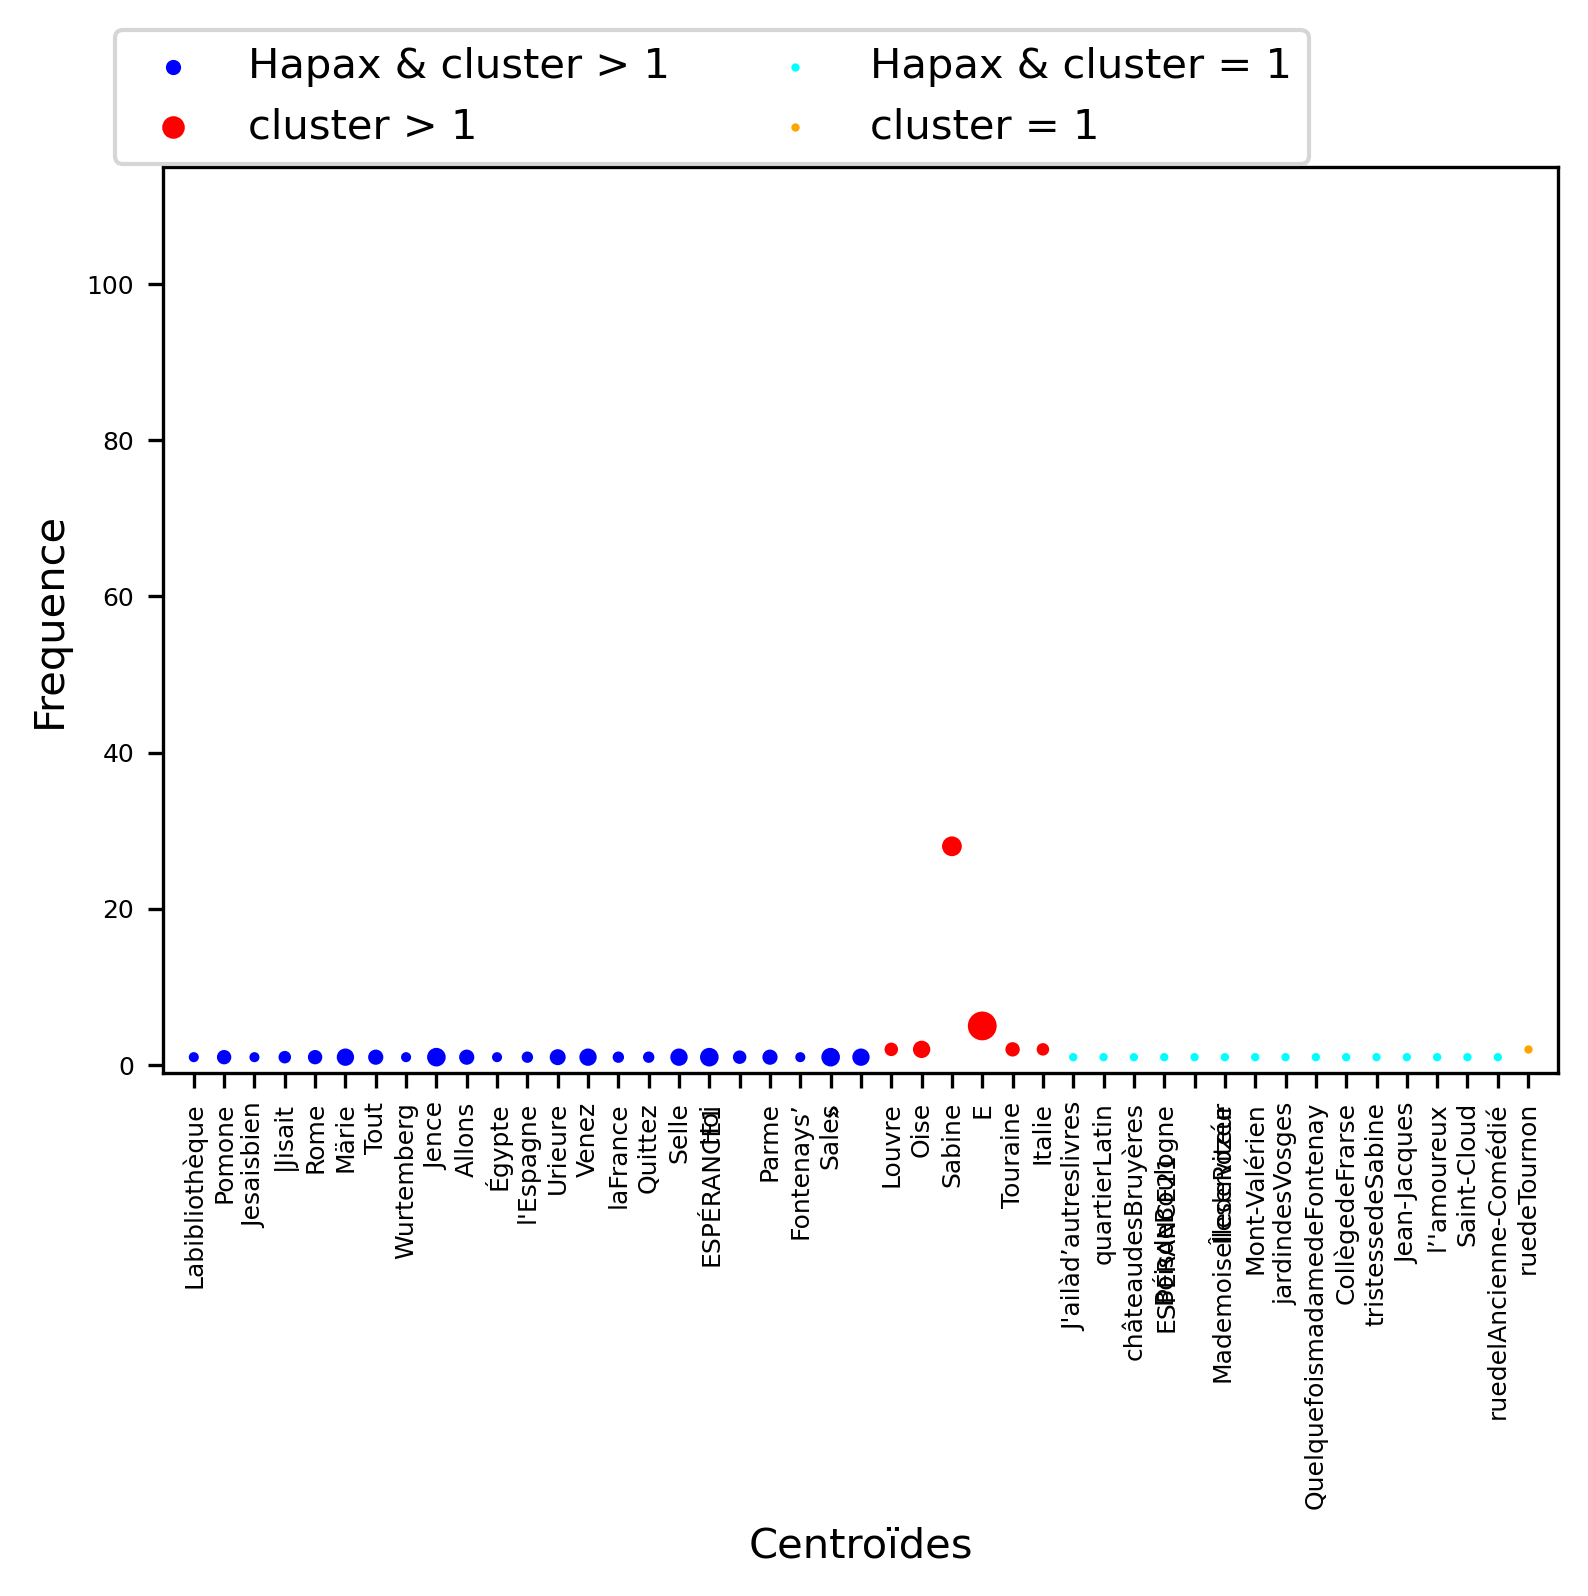 Hapax & cluster > 1
cluster > 1
Hapax & cluster = 1
cluster = 1
100
80
60
40
20
0
Frequence
Labibliothèque
Pomone
Jesaisbien
JJisait
Rome
Märie
Tout
Wurtemberg
Jence
Allons
Égypte
l'Espagne
Urieure
Venez
laFrance
Quittez
Selle
Parme
Fontenays’
Sales
Louvre
Oise
Sabine
E
Touraine
Italie
J'ailàd’autreslivres
quartierLatin
châteaudesBruyères
Mont-Valérien
jardindesVosges
QuelquefoismadamedeFontenay
CollègedeFrarse
tristessedeSabine
Jean-Jacques
l'’amoureux
Saint-Cloud
ruedelAncienne-Comédié
ruedeTournon
Centroïdes